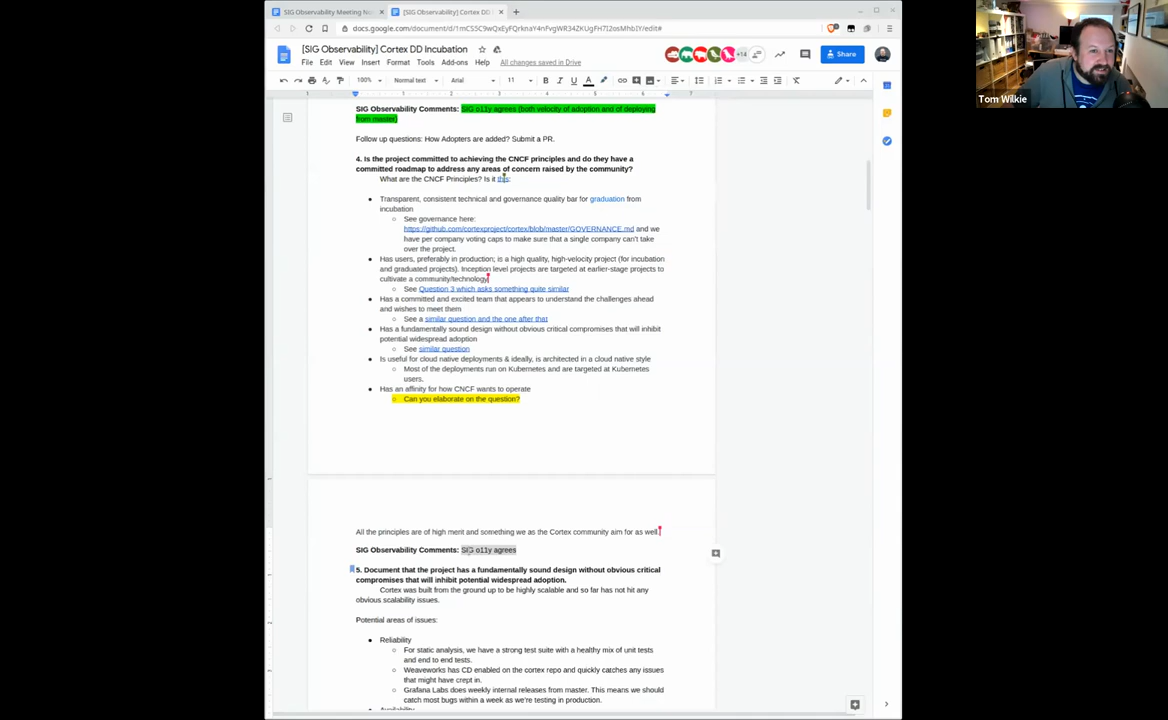 SIG Observability Meeting No
[SIG Observability] Cortex DD
[SIG Observability] Cortex DD Incubation
File Edit View Insert Format Tools Add-ons Help All changes saved in Drive
+14
Share
100% Normal text Arial 11
SIG Observability Comments: SIG o11y agrees (both velocity of adoption and of deploying
from master)
Follow up questions: How Adopters are added? Submit a PR.
4. Is the project committed to achieving the CNCF principles and do they have a
committed roadmap to address any areas of concern raised by the community?
What are the CNCF Principles? Is it this:
Transparent, consistent technical and governance quality bar for graduation from
incubation
See governance here:
https://github.com/cortexproject/cortex/blob/master/GOVERNANCE.md and we
have per company voting caps to make sure that a single company can't take
over the project.
Has users, preferably in production; is a high quality, high-velocity project (for incubation
and graduated projects). Inception level projects are targeted at earlier-stage projects to
cultivate a community/technology
See Question 3 which asks something quite similar
Has a committed and excited team that appears to understand the challenges ahead
and wishes to meet them
See a similar question and the one after that
Has a fundamentally sound design without obvious critical compromises that will inhibit
potential widespread adoption
See similar question
Is useful for cloud native deployments & ideally, is architected in a cloud native style
Most of the deployments run on Kubernetes and are targeted at Kubernetes
users.
Has an affinity for how CNCF wants to operate
Can you elaborate on the question?
All the principles are of high merit and something we as the Cortex community aim for as well.
SIG Observability Comments: SIG o11y agrees
5. Document that the project has a fundamentally sound design without obvious critical
compromises that will inhibit potential widespread adoption.
Cortex was built from the ground up to be highly scalable and so far has not hit any
obvious scalability issues.
Potential areas of issues:
Reliability
For static analysis, we have a strong test suite with a healthy mix of unit tests
and end to end tests.
Weaveworks has CD enabled on the cortex repo and quickly catches any issues
that might have crept in.
Grafana Labs does weekly internal releases from master. This means we should
catch most bugs within a week as we're testing in production.
Availability
Tom Wilkie